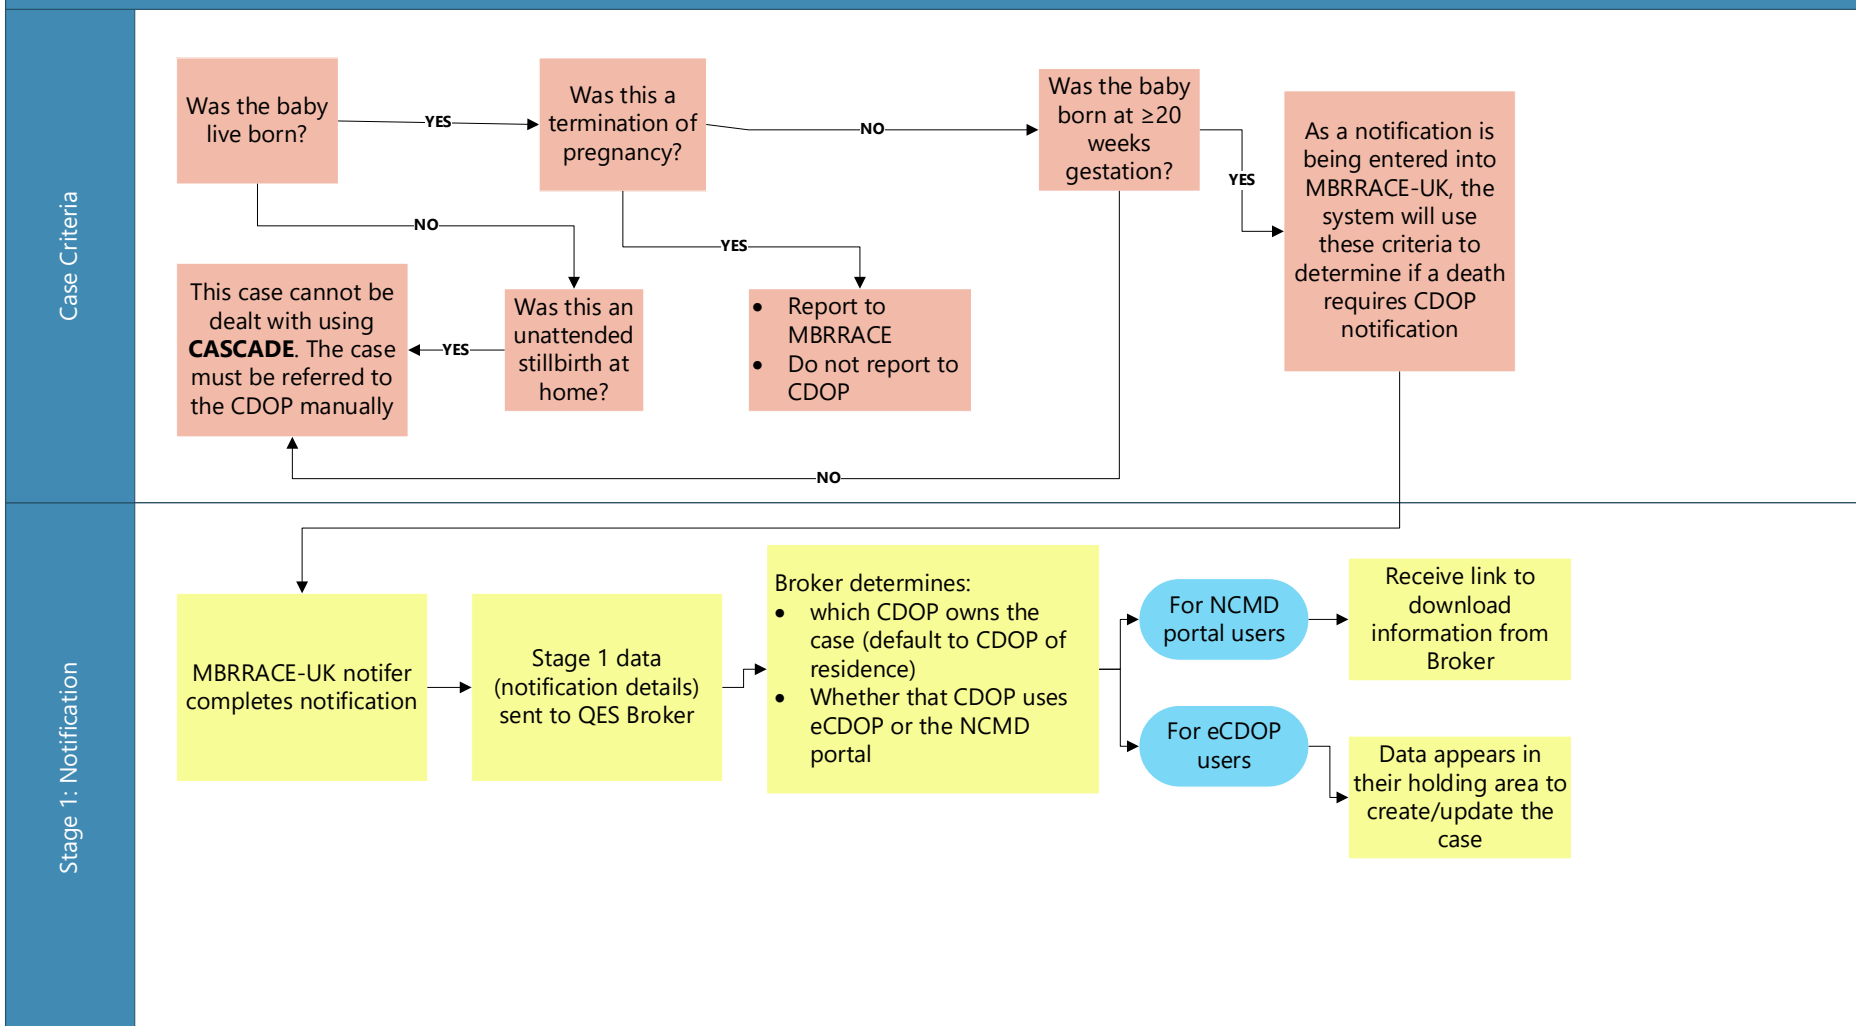 Case Criteria
Was the baby
live born?
YES
Was this a
termination of
pregnancy?
NO
Was the baby
born at ≥20
weeks
gestation?
YES
As a notification is
being entered into
MBRRACE-UK, the
system will use
these criteria to
determine if a death
requires CDOP
notification
NO
YES
This case cannot be
dealt with using
CASCADE. The case
must be referred to
the CDOP manually
YES
Was this an
unattended
stillbirth at
home?
• Report to
MBRRACE
• Do not report to
CDOP
NO
Stage 1: Notification
MBRRACE-UK notifer
completes notification
Stage 1 data
(notification details)
sent to QES Broker
Broker determines:
• which CDOP owns the
case (default to CDOP of
residence)
• Whether that CDOP uses
eCDOP or the NCMD
portal
For NCMD
portal users
Receive link to
download
information from
Broker
For eCDOP
users
Data appears in
their holding area to
create/update the
case